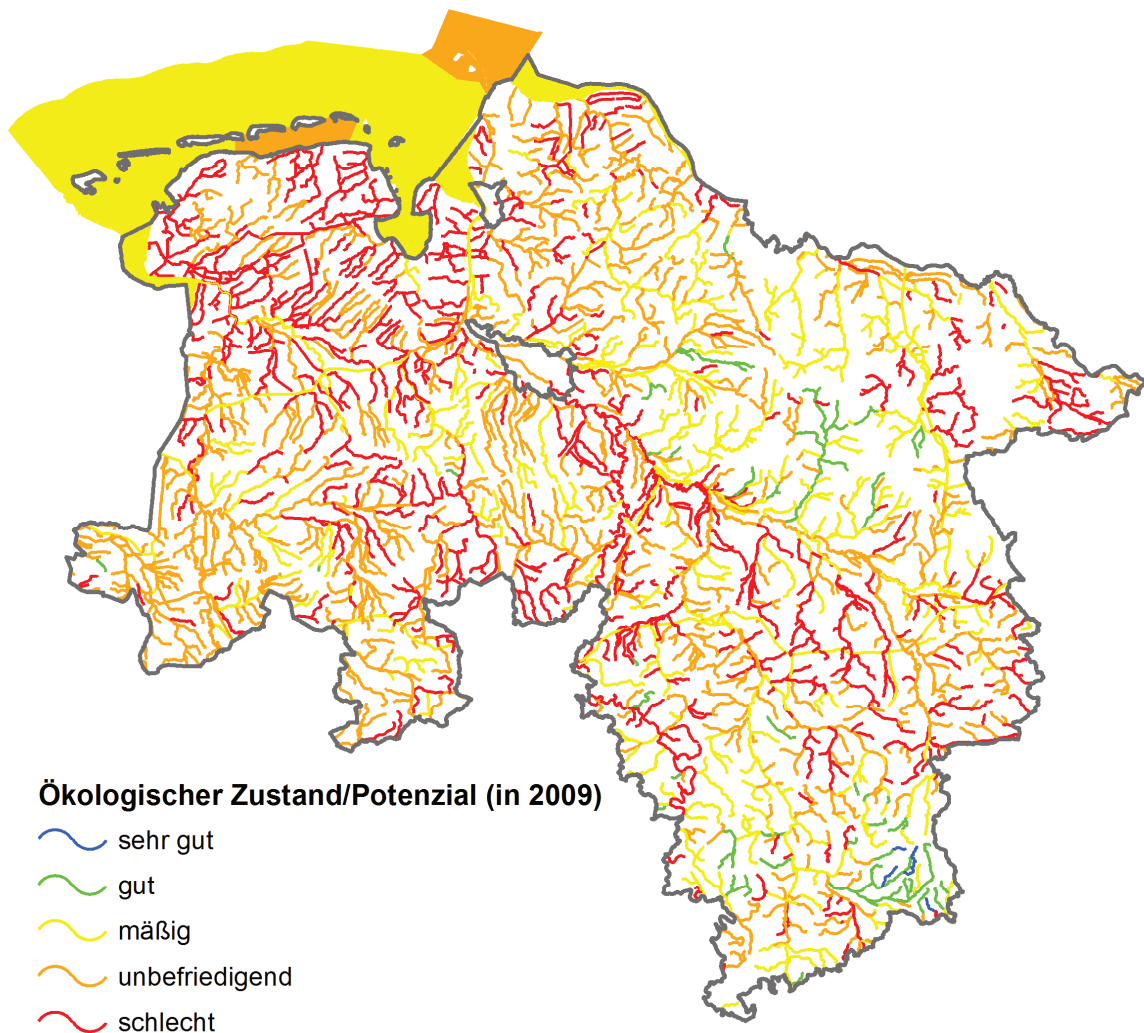 Ökologischer Zustand/Potenzial (in 2009)
sehr gut
gut
mäßig
unbefriedigend
schlecht